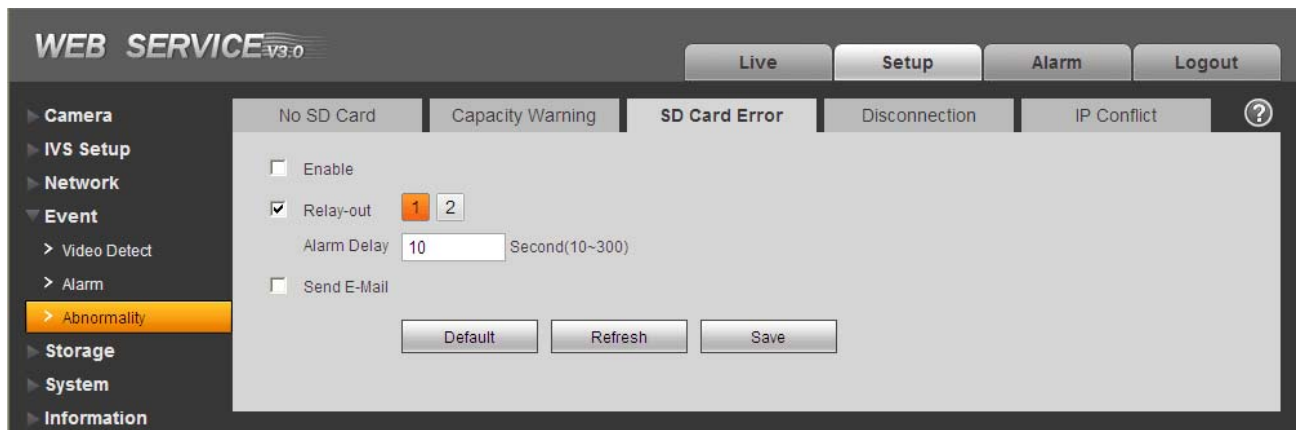 WEB SERVICE V3.0
Live Setup Alarm Logout
Camera
IVS Setup
Network
Event
> Video Detect
> Alarm
> Abnormality
Storage
System
Information
No SD Card Capacity Warning SD Card Error Disconnection IP Conflict ?
Enable
Relay-out 1 2
Alarm Delay 10 Second(10~300)
Send E-Mail
Default Refresh Save